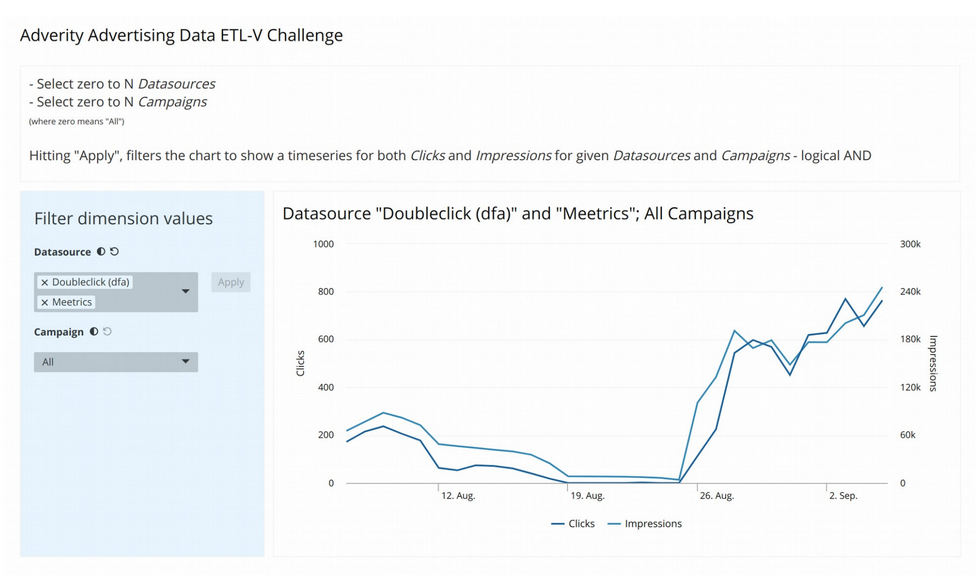 Adverity Advertising Data ETL-V Challenge
- Select zero to N Datasources
- Select zero to N Campaigns
(where zero means "All")
Hitting "Apply", filters the chart to show a timeseries for both Clicks and Impressions for given Datasources and Campaigns - logical AND
Filter dimension values
Datasource
× Doubleclick (dfa)
Apply
× Meetrics
Campaign
All
Datasource "Doubleclick (dfa)" and "Meetrics"; All Campaigns
1000
300k
800
240k
600
180k
400
120k
200
60k
0
0
Clicks
Impressions
12. Aug.
19. Aug.
26. Aug.
2. Sep.
Clicks
Impressions